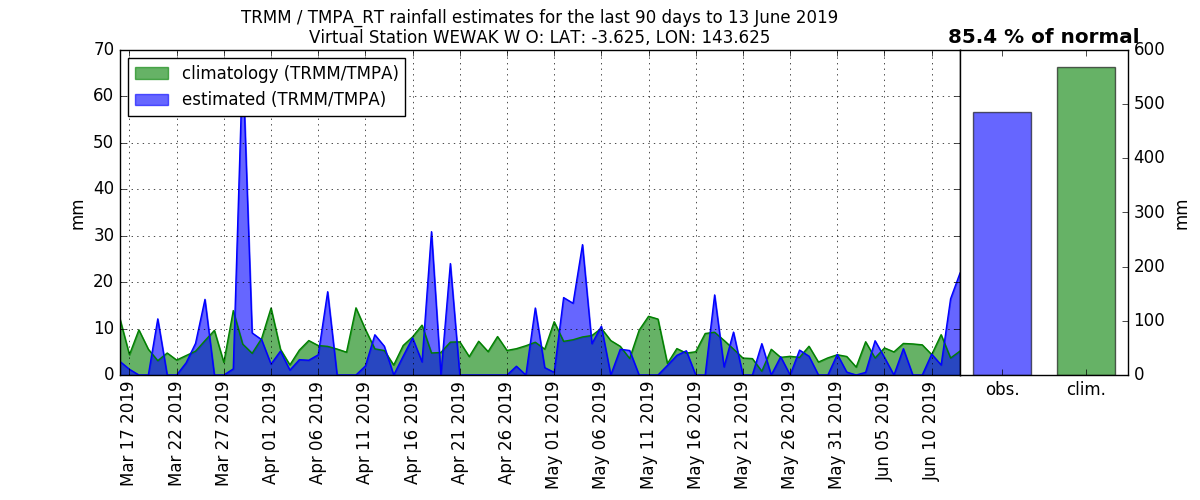 TRMM / TMPA_RT rainfall estimates for the last 90 days to 13 June 2019
Virtual Station WEWAK W O: LAT: -3.625, LON: 143.625
85.4 % of normal
climatology (TRMM/TMPA)
estimated (TRMM/TMPA)
70
60
50
40
30
20
10
0
mm
Mar 17 2019
Mar 22 2019
Mar 27 2019
Apr 01 2019
Apr 06 2019
Apr 11 2019
Apr 16 2019
Apr 21 2019
Apr 26 2019
May 01 2019
May 06 2019
May 11 2019
May 16 2019
May 21 2019
May 26 2019
May 31 2019
Jun 05 2019
Jun 10 2019
obs.
clim.
600
500
400
300
200
100
0
mm